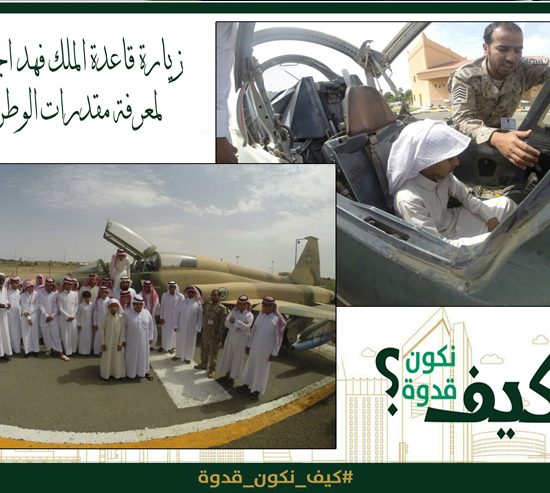 زيارة قاعدة الملك فهد
لمعرفة مقدرات الوطن
كيف نكون قدوة؟
#كيف_نكون_قدوة